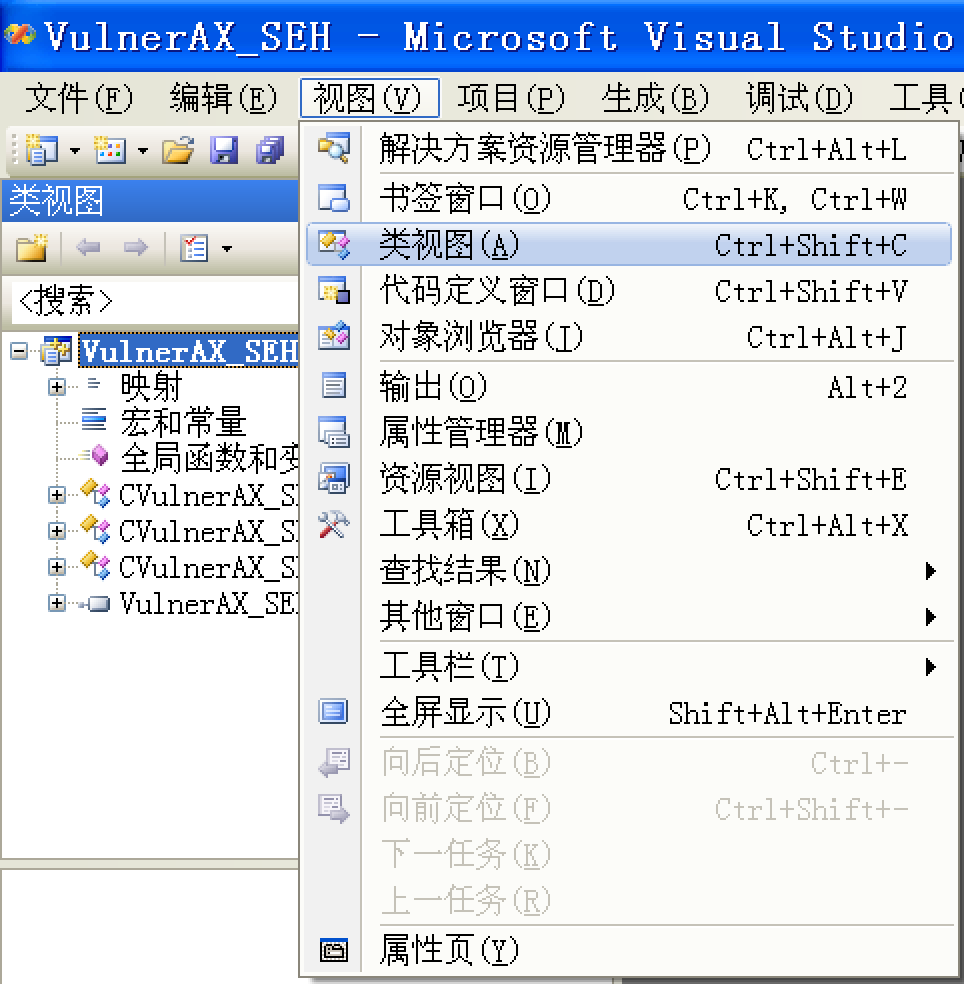 VulnerAX_SEH - Microsoft Visual Studio
文件(F) 编辑(E) 视图(V) 项目(P) 生成(B) 调试(D) 工具(
类视图
<搜索>
VulnerAX_SEH
映射
宏和常量
全局函数和变
CVulnerAX_S
CVulnerAX_S
CVulnerAX_S
VulnerAX_SEH
解决方案资源管理器(P) Ctrl+Alt+L
书签窗口(O) Ctrl+K, Ctrl+W
类视图(A) Ctrl+Shift+C
代码定义窗口(D) Ctrl+Shift+V
对象浏览器(J) Ctrl+Alt+J
输出(O) Alt+2
属性管理器(M)
资源视图(I) Ctrl+Shift+E
工具箱(X) Ctrl+Alt+X
查找结果(N)
其他窗口(E)
工具栏(T)
全屏显示(U) Shift+Alt+Enter
向后定位(B) Ctrl+-
向前定位(F) Ctrl+Shift+-
下一任务(K)
上一任务(R)
属性页(Y)